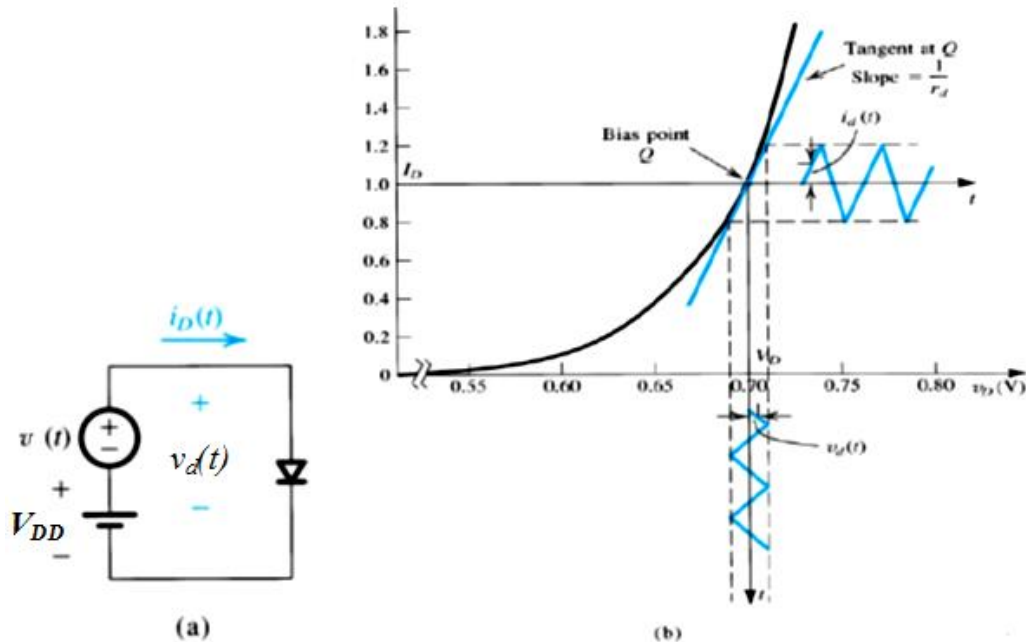 i_D(t)
+
v (t)
+
−
v_d(t)
−
+
V_DD
−
(a)
1.8
1.6
1.4
1.2
I_D
1.0
0.8
0.6
0.4
0.2
0
Tangent at Q
Slope = 1/r_d
i_d(t)
Bias point
Q
t
V_D
0.55 0.60 0.65 0.70 0.75 0.80 v_D(V)
v_d(t)
t
(b)